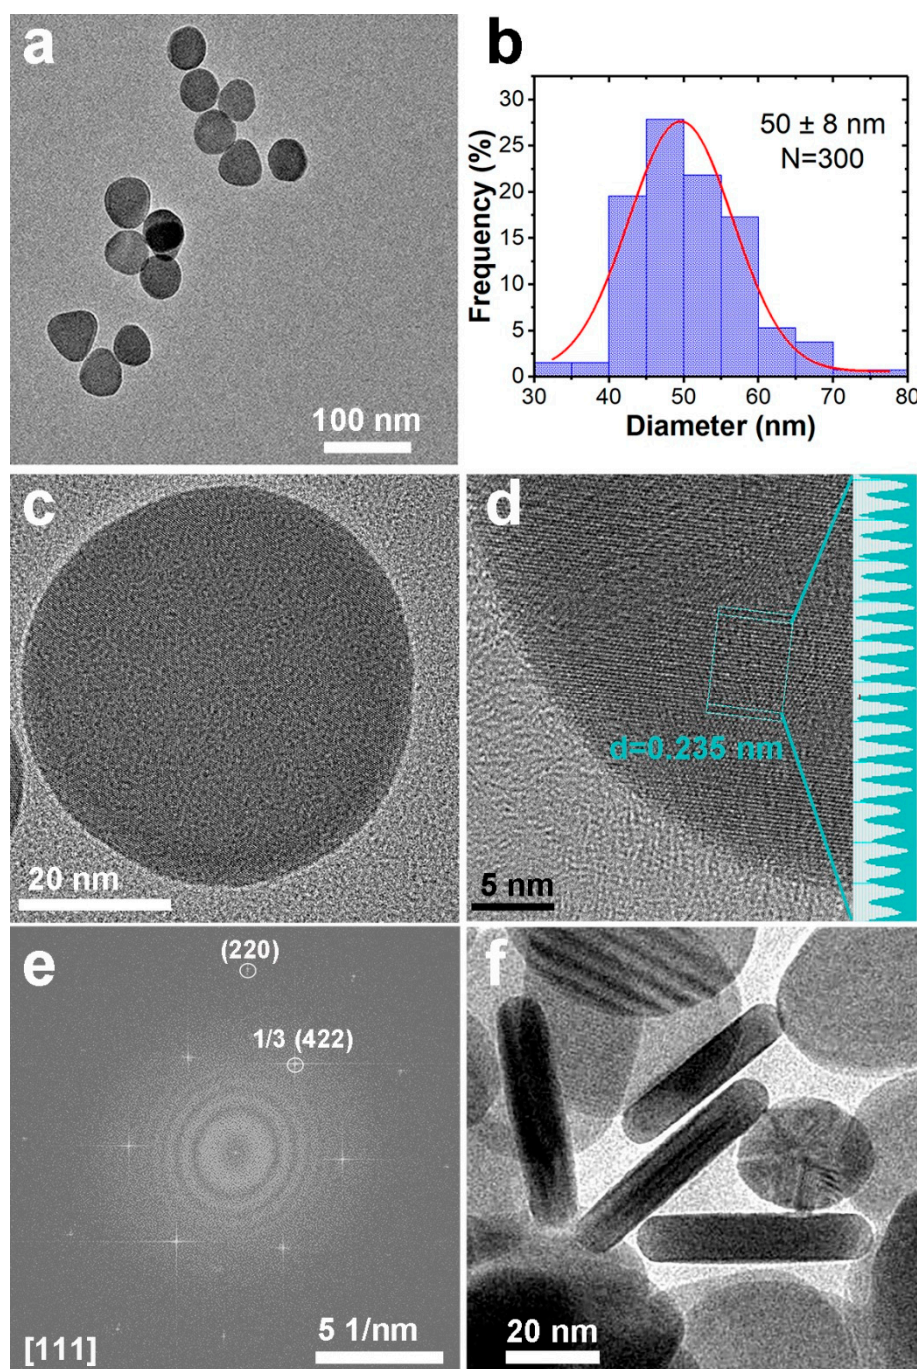 a
100 nm
b
50 ± 8 nm
N=300
Frequency (%)
30
25
20
15
10
5
0
30 40 50 60 70 80
Diameter (nm)
c
20 nm
d
d=0.235 nm
5 nm
e
(220)
1/3 (422)
[111]
5 1/nm
f
20 nm